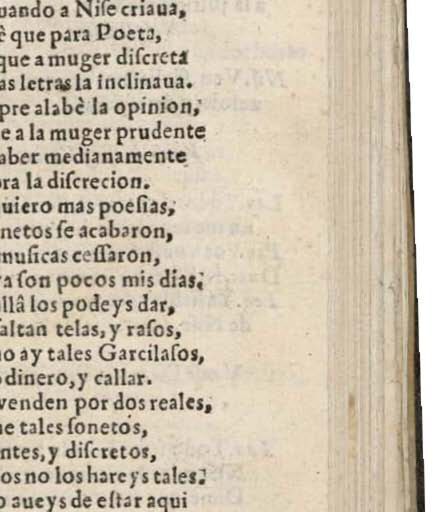 uando a Niſe criaua,
è que para Poeta,
que a muger diſcreta
as letras la inclinaua.
pre alabè la opinion,
e a la muger prudente
aber medianamente
ra la diſcrecion.
uiero mas poeſias,
netos ſe acabaron,
muſicas ceſſaron,
a ſon pocos mis dias,
allâ los podeys dar,
altan telas, y raſos,
no ay tales Garcilaſos,
dinero, y callar.
venden por dos reales,
ne tales ſonetos,
ntes, y diſcretos,
os no los hareys tales?
o aueys de eſtar aqui